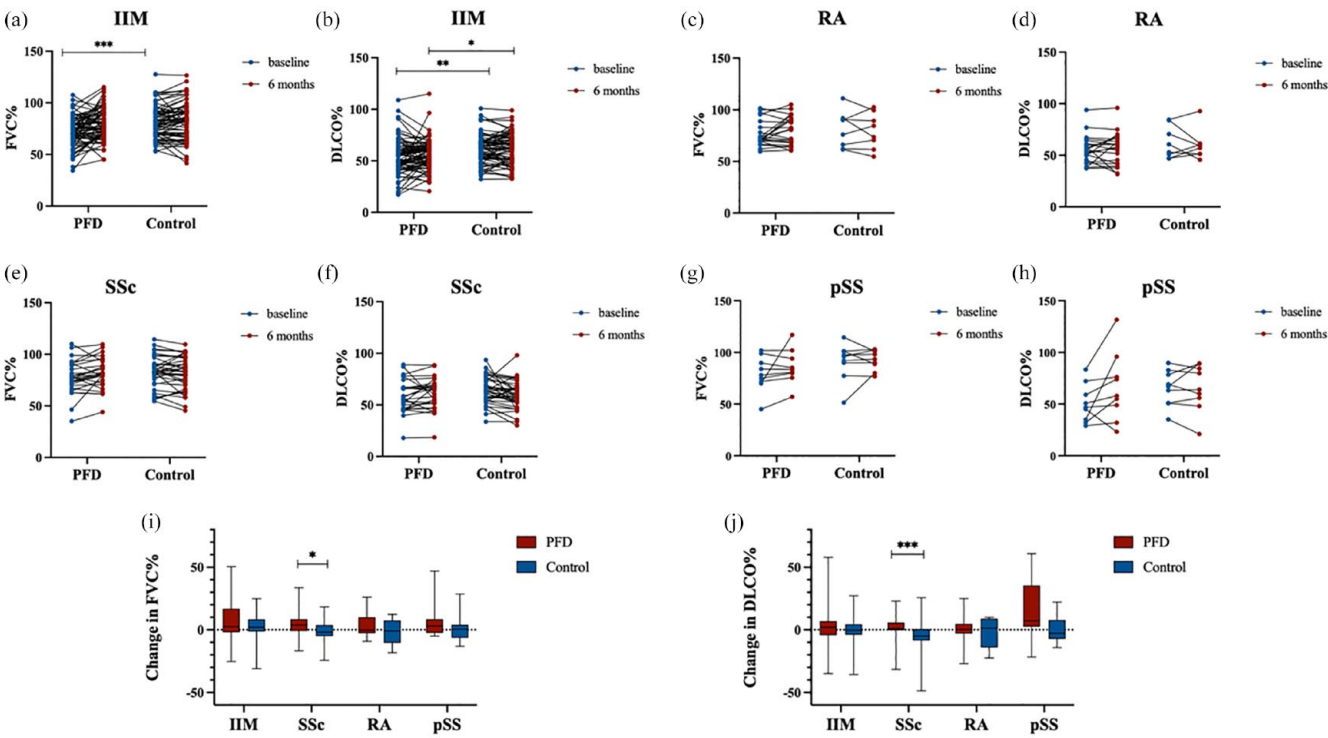 (a) IIM
***
150
100
50
0
FVC%
PFD Control
baseline
6 months
(b) IIM
*
**
150
100
50
0
DLCO%
PFD Control
baseline
6 months
(c) RA
150
100
50
0
FVC%
PFD Control
baseline
6 months
(d) RA
150
100
50
0
DLCO%
PFD Control
baseline
6 months
(e) SSc
150
100
50
0
FVC%
PFD Control
baseline
6 months
(f) SSc
150
100
50
0
DLCO%
PFD Control
baseline
6 months
(g) pSS
150
100
50
0
FVC%
PFD Control
baseline
6 months
(h) pSS
150
100
50
0
DLCO%
PFD Control
baseline
6 months
(i)
*
50
0
-50
Change in FVC%
IIM SSc RA pSS
PFD
Control
(j)
***
50
0
-50
Change in DLCO%
IIM SSc RA pSS
PFD
Control